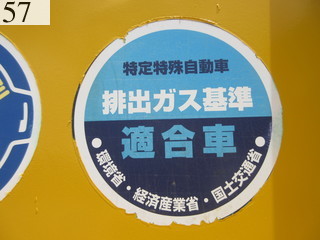 57
特定特殊自動車
排出ガス基準
適合車
・環境省・経済産業省・国土交通省・